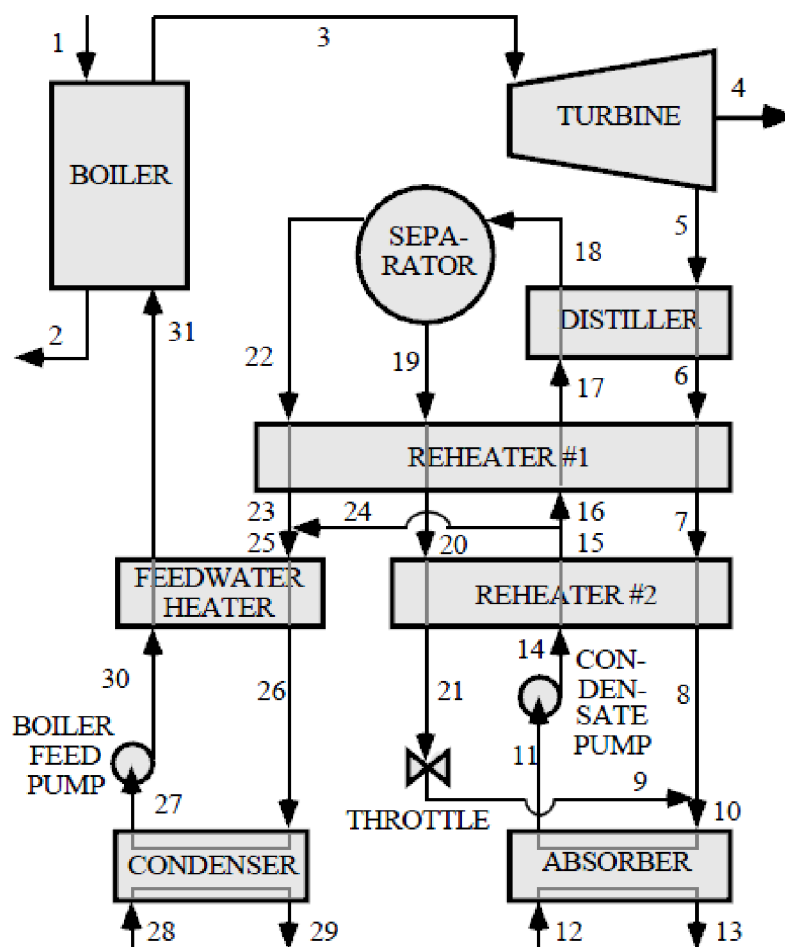 1
3
4
TURBINE
BOILER
SEPA-
RATOR
5
18
DISTILLER
2
31
22
19
17
6
REHEATER #1
23
24
16
7
25
20
15
FEEDWATER
HEATER
REHEATER #2
30
26
14
CON-
DEN-
SATE
PUMP
21
8
BOILER
FEED
PUMP
11
27
9
THROTTLE
10
CONDENSER
ABSORBER
28
29
12
13